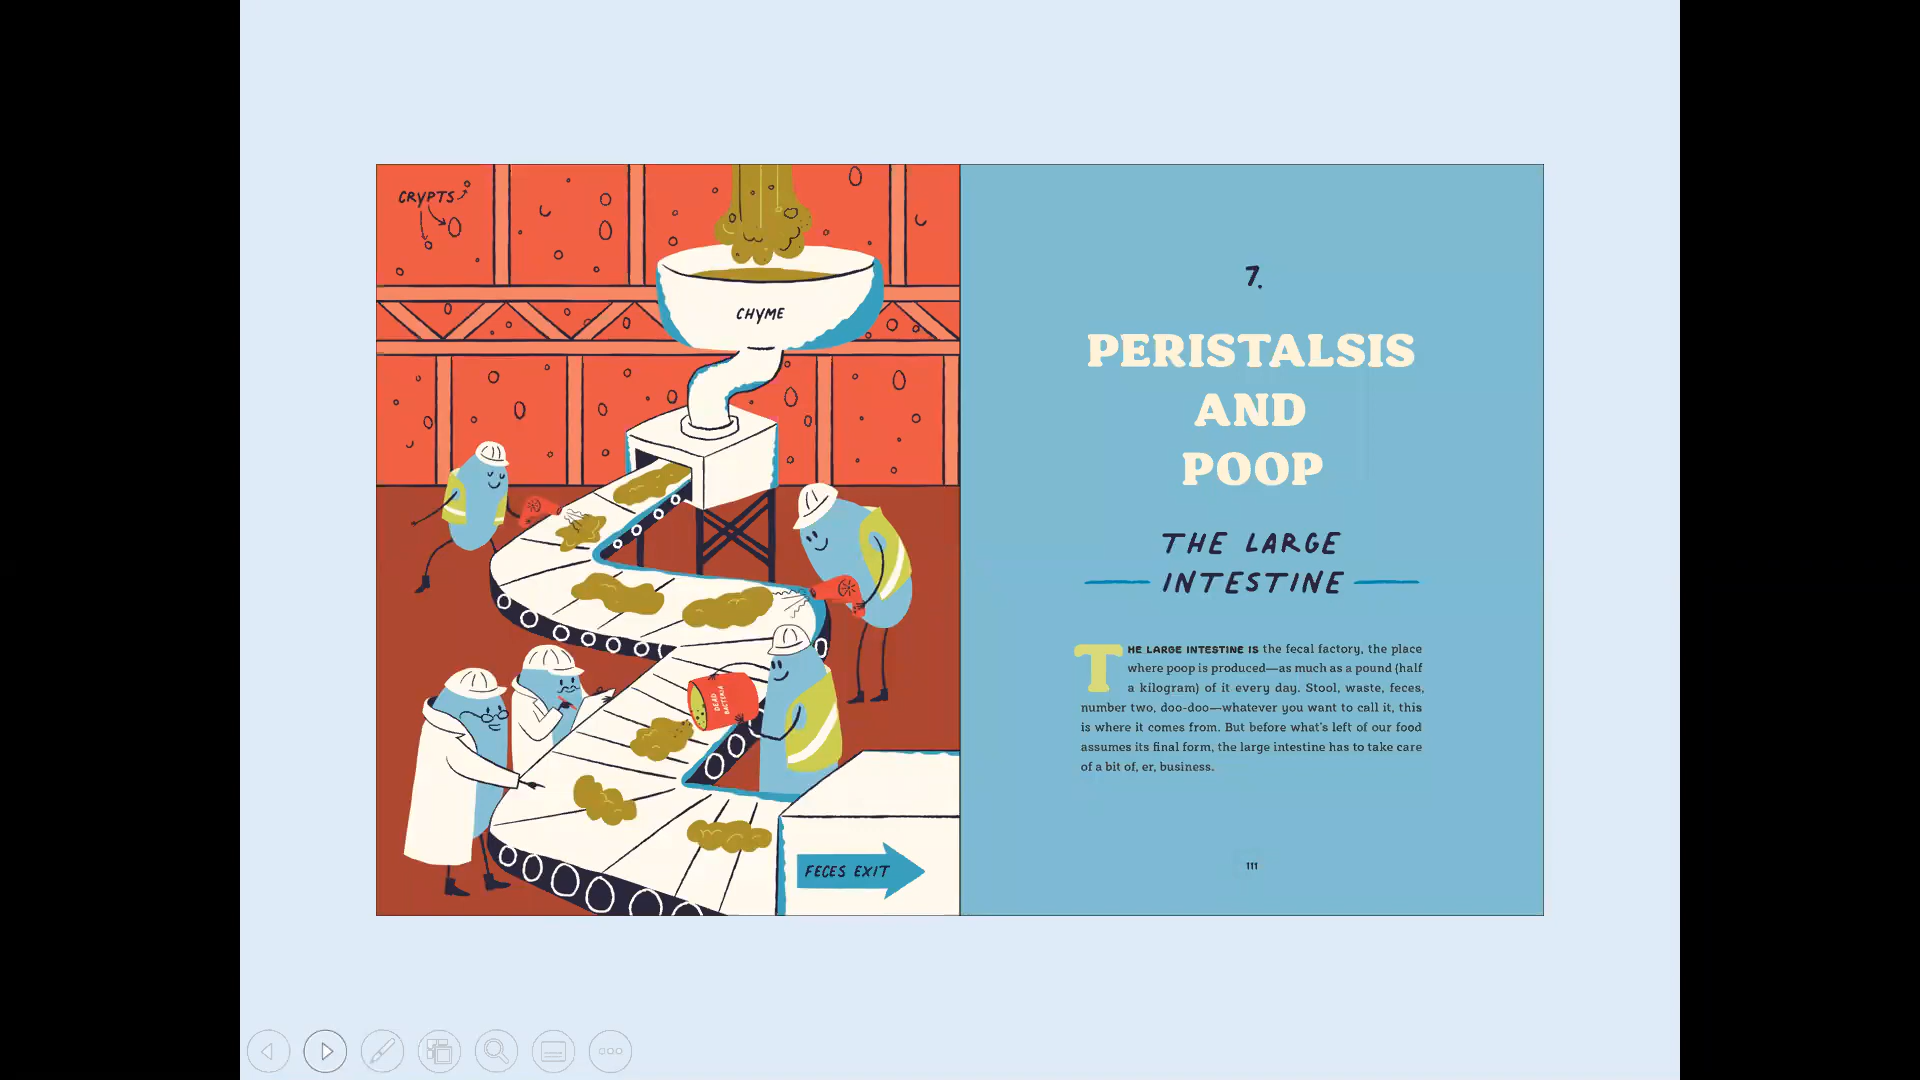 CRYPTS
CHYME
DEAD
BACTERIA
FECES EXIT
7.
PERISTALSIS
AND
POOP
THE LARGE
INTESTINE
THE LARGE INTESTINE IS the fecal factory, the place
where poop is produced—as much as a pound (half
a kilogram) of it every day. Stool, waste, feces,
number two, doo-doo—whatever you want to call it, this
is where it comes from. But before what's left of our food
assumes its final form, the large intestine has to take care
of a bit of, er, business.
111